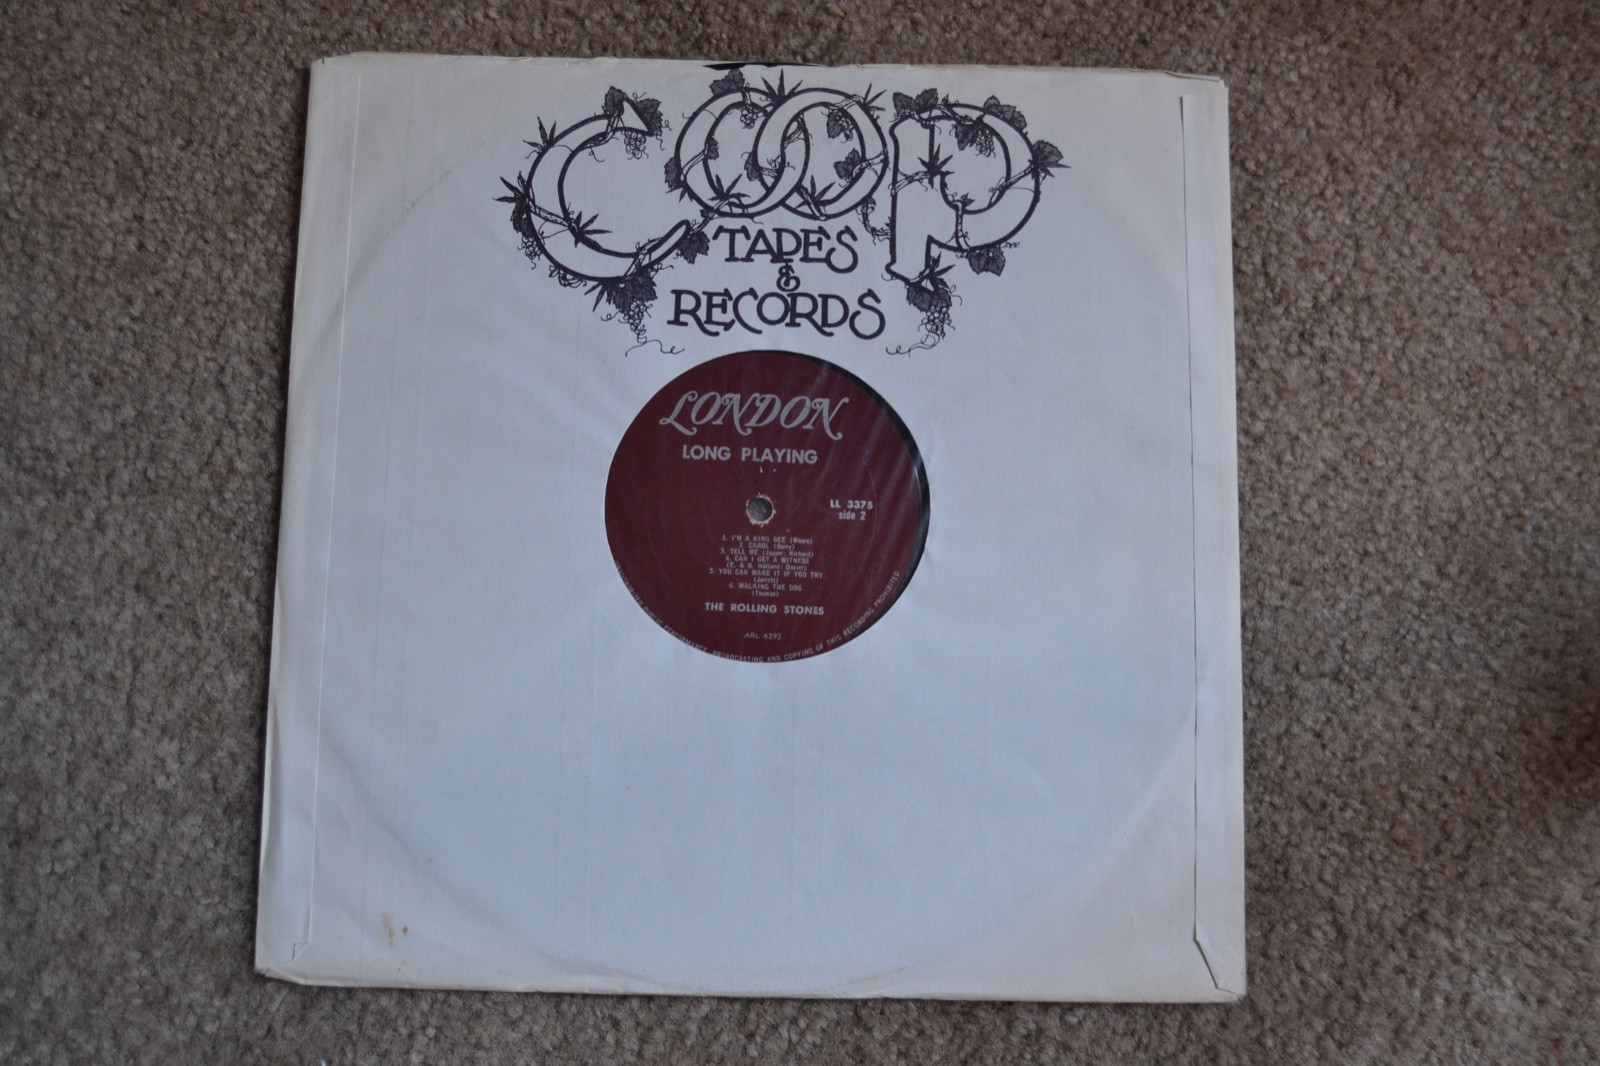 COOP
TAPES
&
RECORDS
LONDON
LONG PLAYING
LL 3375
side 2
1. I'M A KING BEE (Moore)
2. CAROL (Berry)
3. TELL ME (Jagger; Richard)
4. CAN I GET A WITNESS
(E. & B. Holland; Dozier)
5. YOU CAN MAKE IT IF YOU TRY
(Jarrett)
6. WALKING THE DOG
(Thomas)
THE ROLLING STONES
ARL 6292
PUBLIC PERFORMANCE, BROADCASTING AND COPYING OF THIS RECORDING PROHIBITED